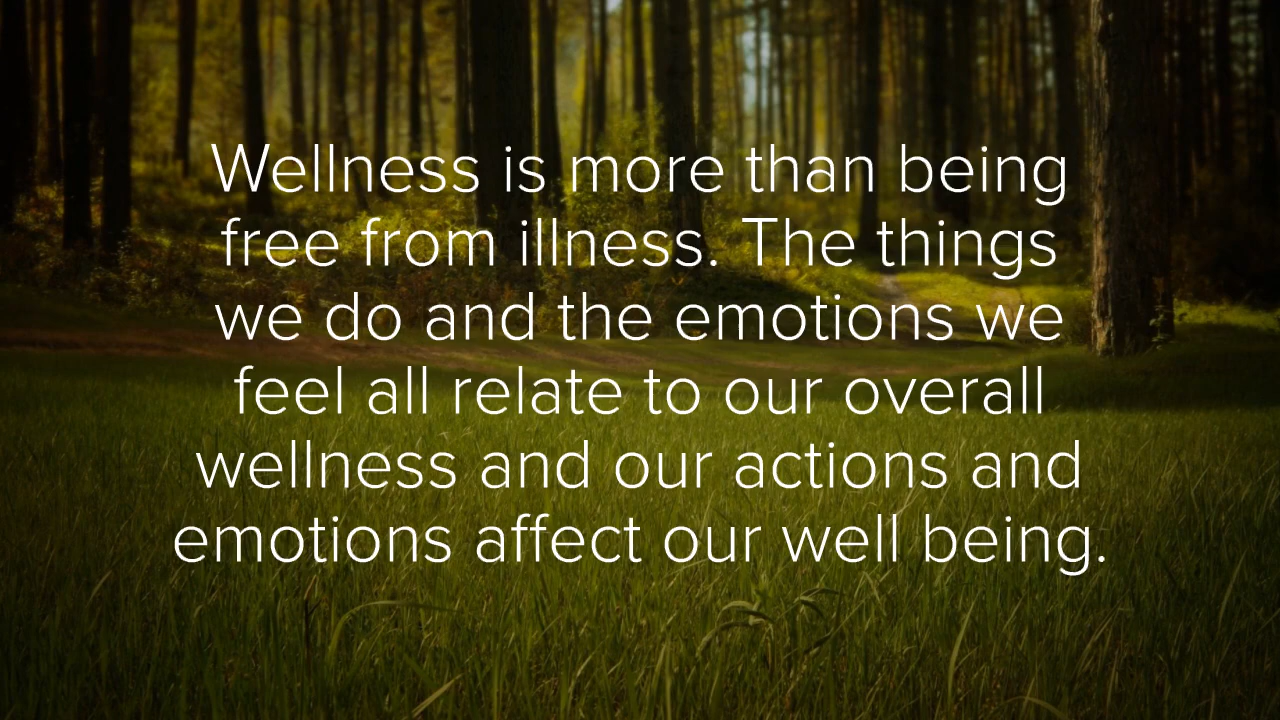 Wellness is more than being
free from illness. The things
we do and the emotions we
feel all relate to our overall
wellness and our actions and
emotions affect our well being.